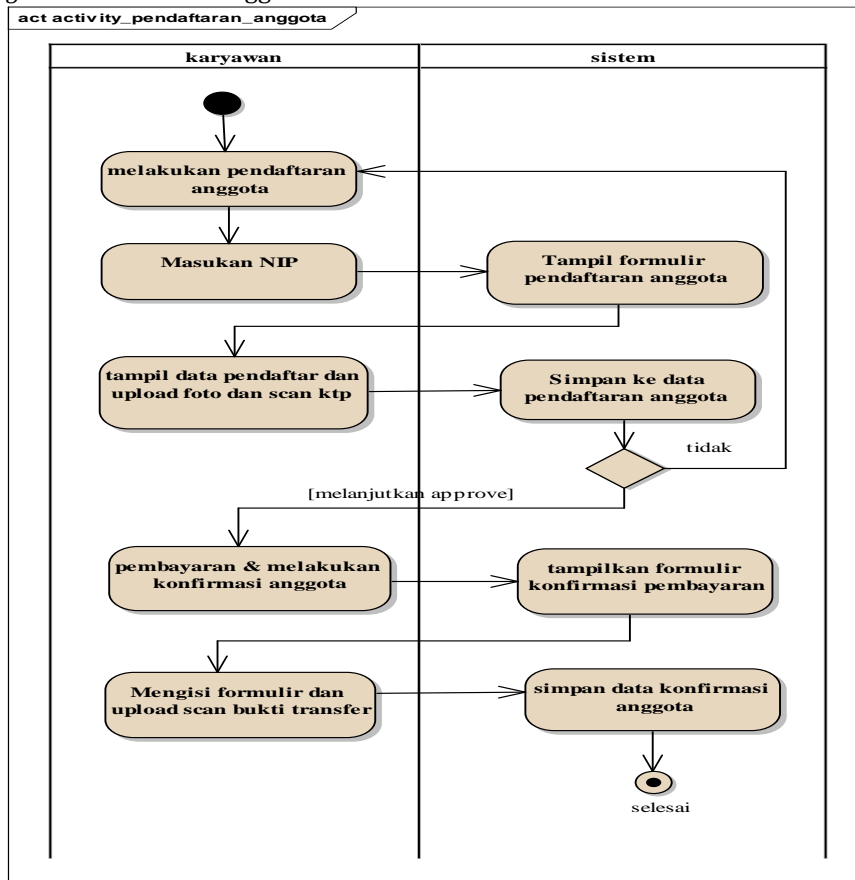 act activity_pendaftaran_anggota
karyawan
sistem
melakukan pendaftaran
anggota
Masukan NIP
Tampil formulir
pendaftaran anggota
tampil data pendaftar dan
upload foto dan scan ktp
Simpan ke data
pendaftaran anggota
tidak
[melanjutkan approve]
pembayaran & melakukan
konfirmasi anggota
tampilkan formulir
konfirmasi pembayaran
Mengisi formulir dan
upload scan bukti transfer
simpan data konfirmasi
anggota
selesai